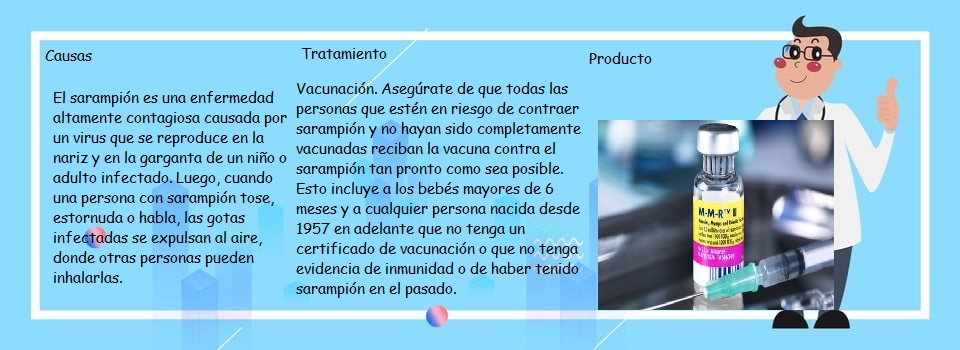 Causas
El sarampión es una enfermedad
altamente contagiosa causada por
un virus que se reproduce en la
nariz y en la garganta de un niño o
adulto infectado. Luego, cuando
una persona con sarampión tose,
estornuda o habla, las gotas
infectadas se expulsan al aire,
donde otras personas pueden
inhalarlas.
Tratamiento
Vacunación. Asegúrate de que todas las
personas que estén en riesgo de contraer
sarampión y no hayan sido completamente
vacunadas reciban la vacuna contra el
sarampión tan pronto como sea posible.
Esto incluye a los bebés mayores de 6
meses y a cualquier persona nacida desde
1957 en adelante que no tenga un
certificado de vacunación o que no tenga
evidencia de inmunidad o de haber tenido
sarampión en el pasado.
Producto
M-M-R™ II